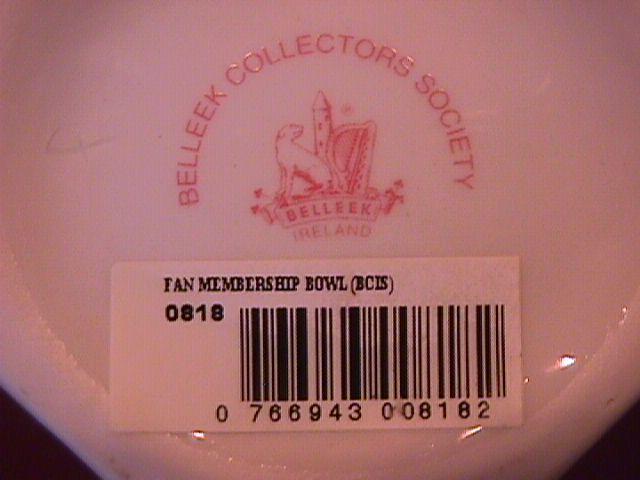 BELLEEK COLLECTORS SOCIETY
®
BELLEEK
IRELAND
FAN MEMBERSHIP BOWL (BCIS)
0818
0 766943 008182